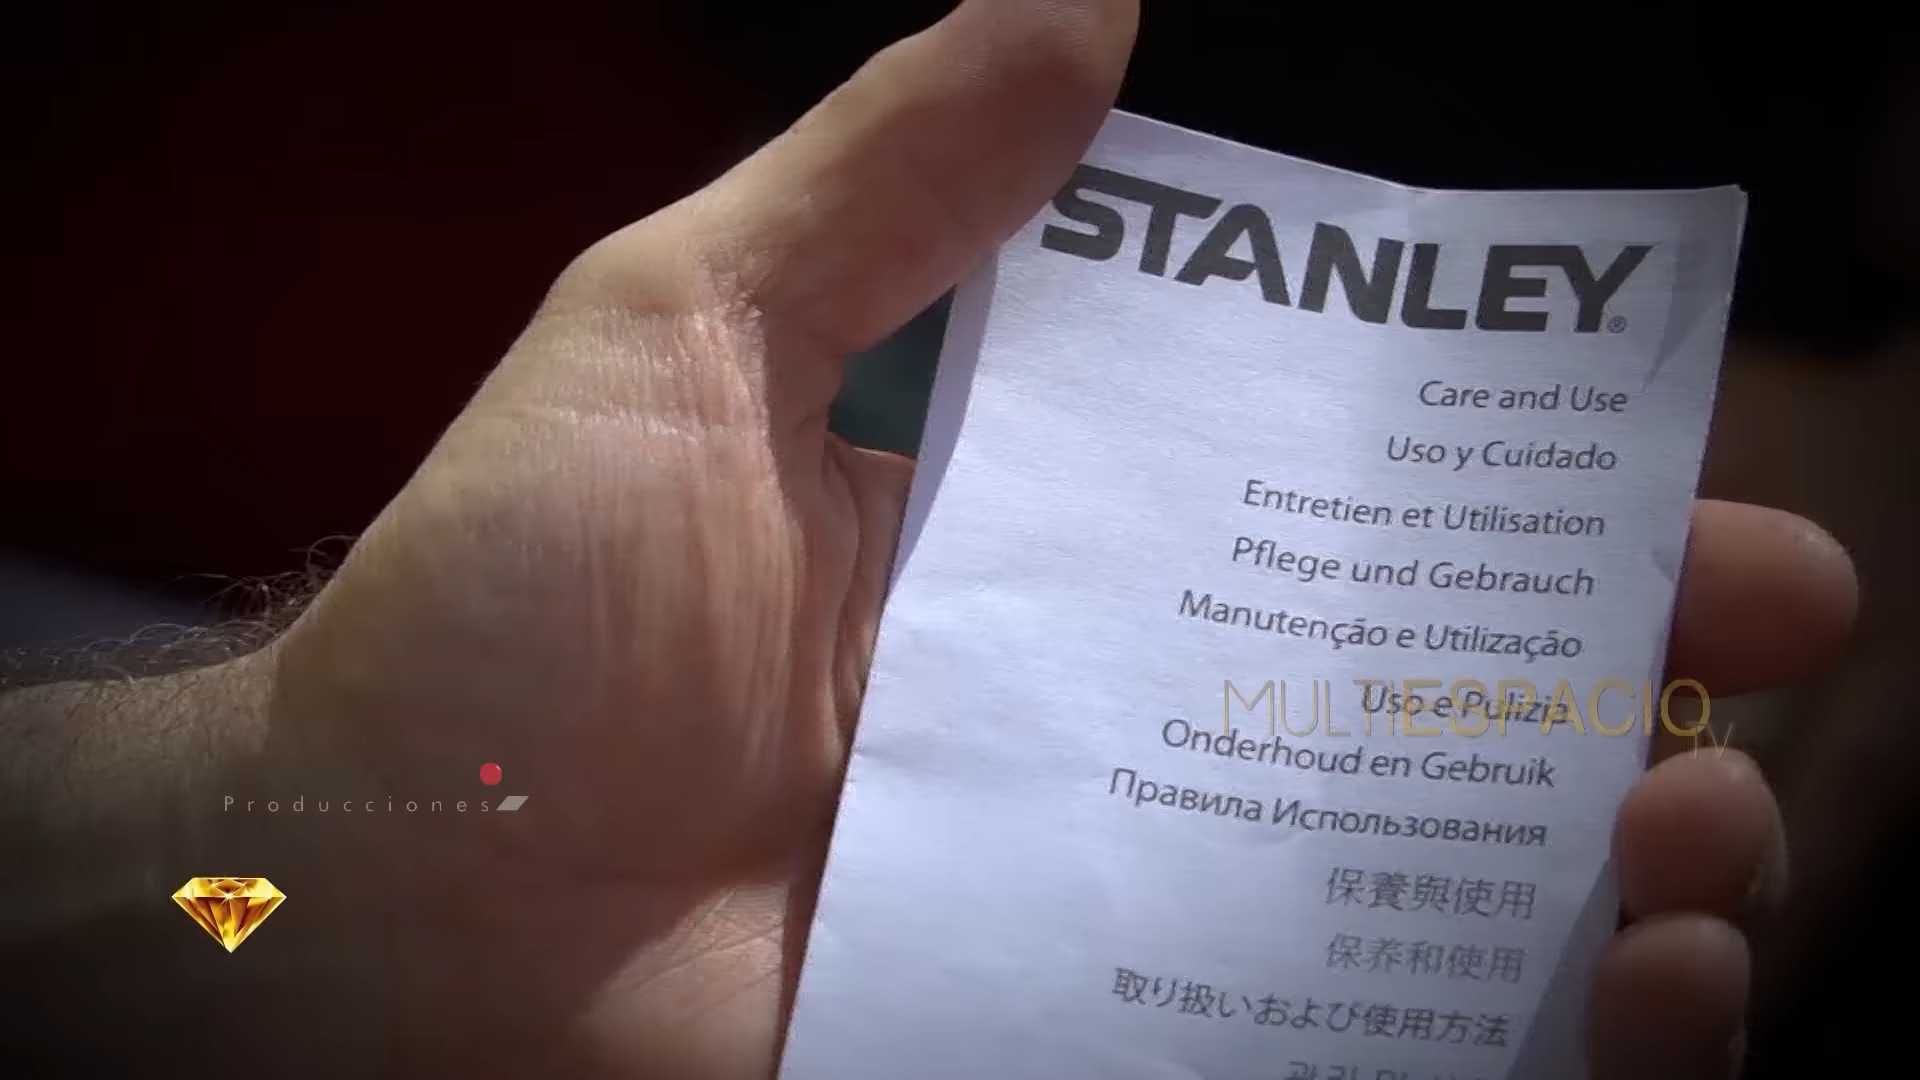 STANLEY®
Care and Use
Uso y Cuidado
Entretien et Utilisation
Pflege und Gebrauch
Manutenção e Utilização
Uso e Pulizia
MULTIESPACIO
TV
Onderhoud en Gebruik
Правила Использования
Producciones
保養與使用
保养和使用
取り扱いおよび使用方法